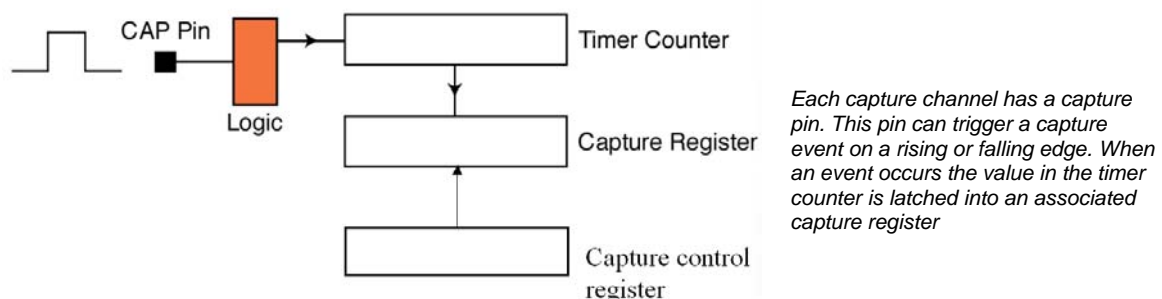 CAP Pin
Timer Counter
Logic
Capture Register
Capture control
register
Each capture channel has a capture
pin. This pin can trigger a capture
event on a rising or falling edge. When
an event occurs the value in the timer
counter is latched into an associated
capture register